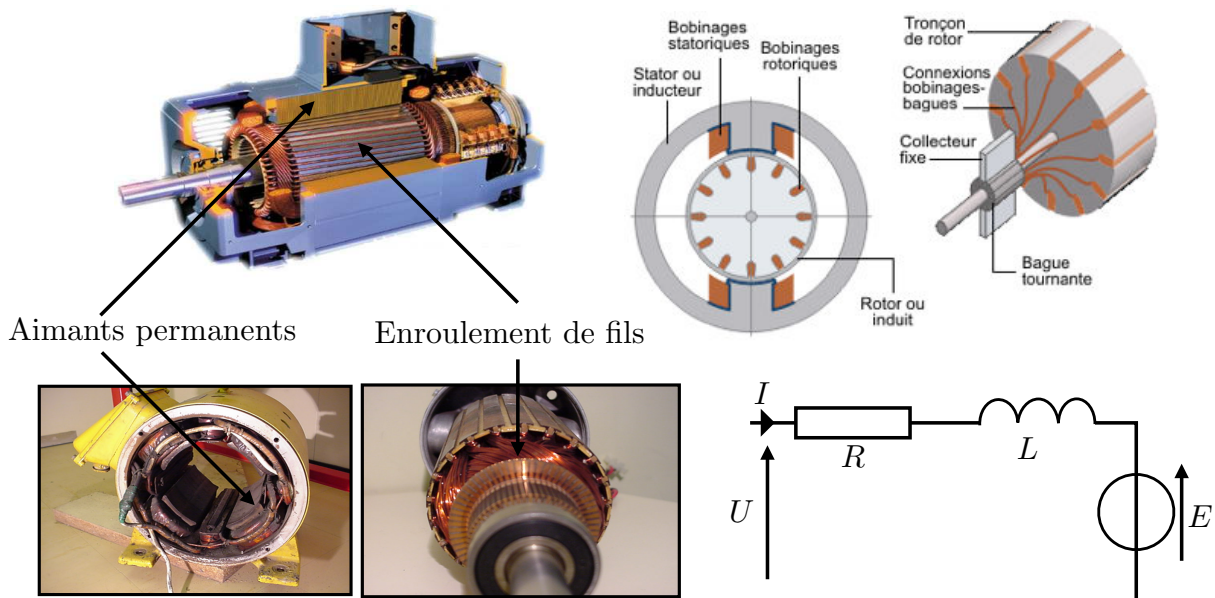 Bobinages
statoriques
Bobinages
rotoriques
Stator ou
inducteur
Rotor ou
induit
Tronçon
de rotor
Connexions
bobinages-
bagues
Collecteur
fixe
Bague
tournante
Aimants permanents
Enroulement de fils
I
R
L
U
E